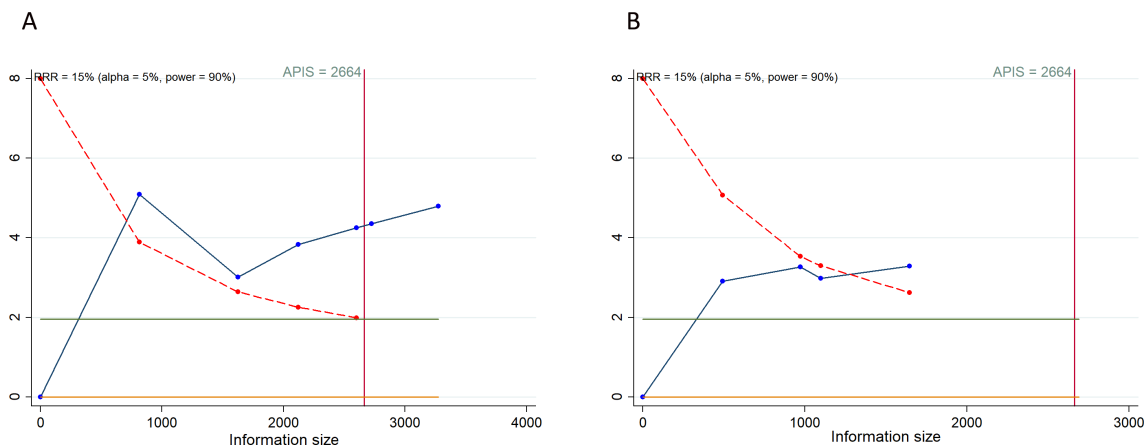 A
B
RRR = 15% (alpha = 5%, power = 90%)
APIS = 2664
RRR = 15% (alpha = 5%, power = 90%)
APIS = 2664
8
6
4
2
0
8
6
4
2
0
0
1000
2000
3000
4000
0
1000
2000
3000
Information size
Information size